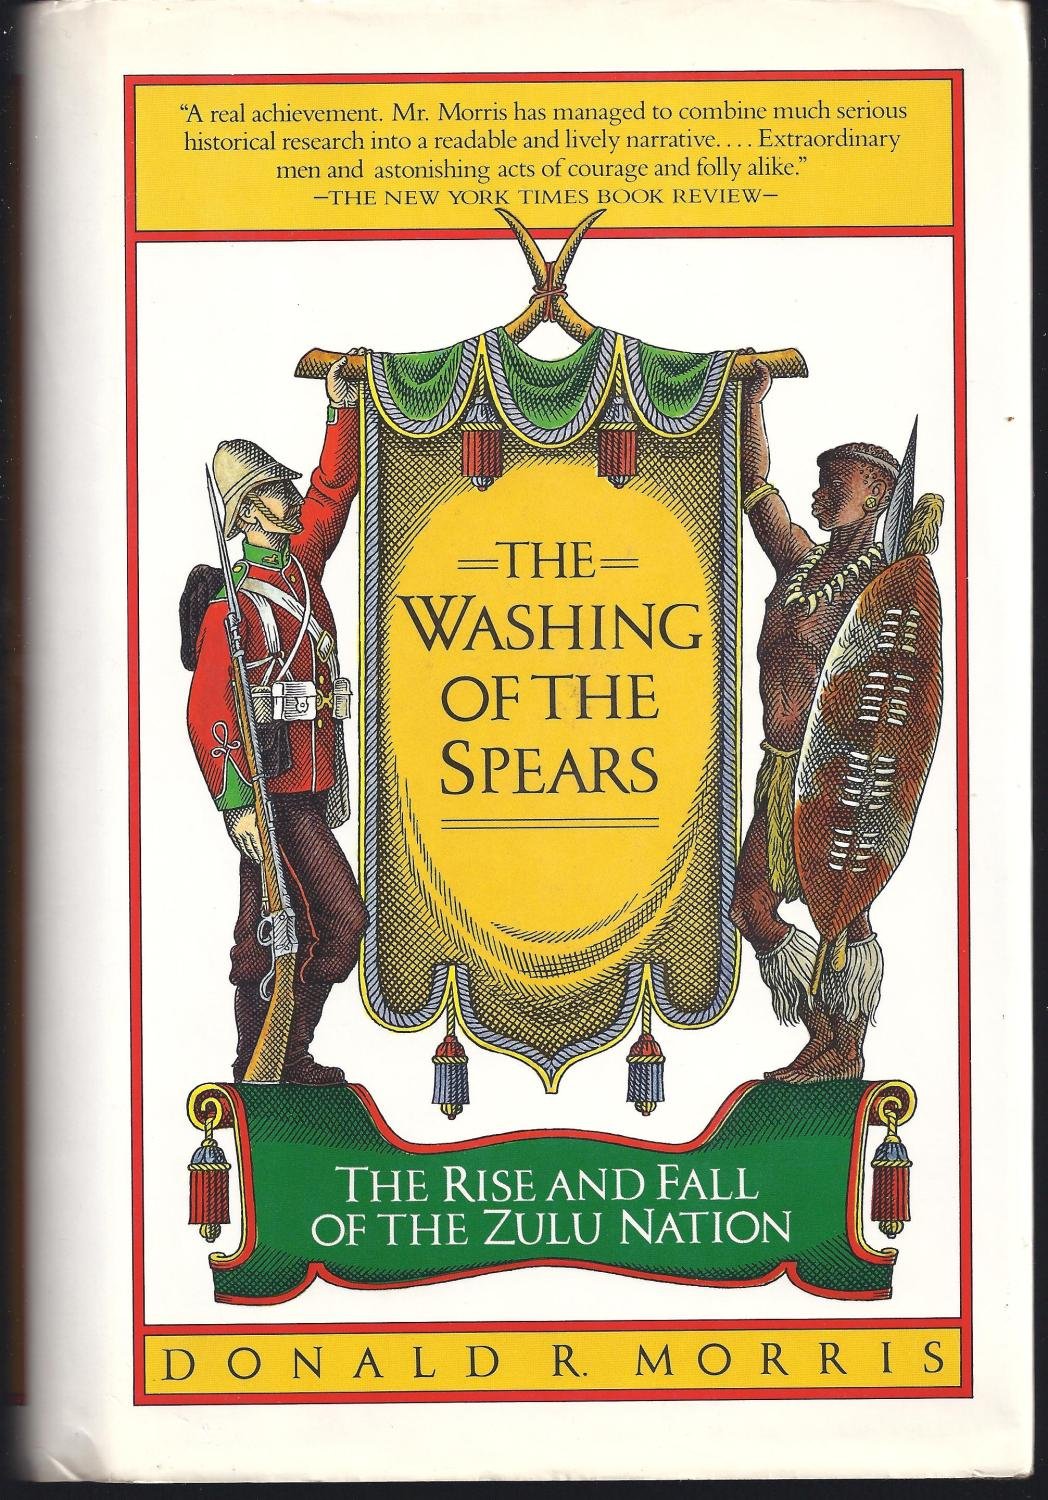 “A real achievement. Mr. Morris has managed to combine much serious
historical research into a readable and lively narrative. . . . Extraordinary
men and astonishing acts of courage and folly alike.”
—THE NEW YORK TIMES BOOK REVIEW—
THE
WASHING
OF THE
SPEARS
THE RISE AND FALL
OF THE ZULU NATION
DONALD R. MORRIS